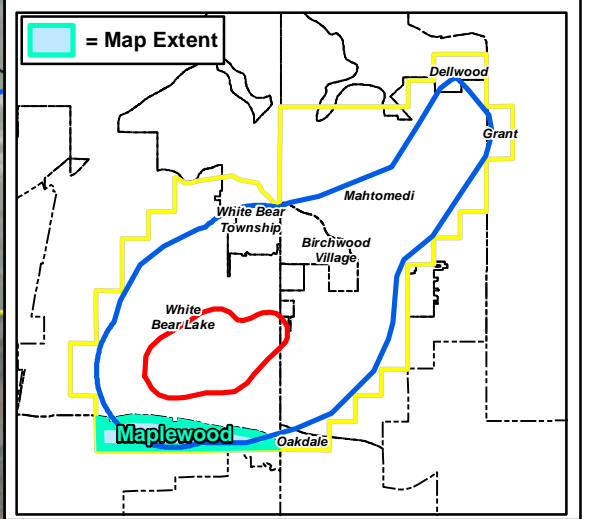 = Map Extent
Dellwood
Grant
Mahtomedi
White Bear
Township
Birchwood
Village
White
Bear Lake
Maplewood
Oakdale